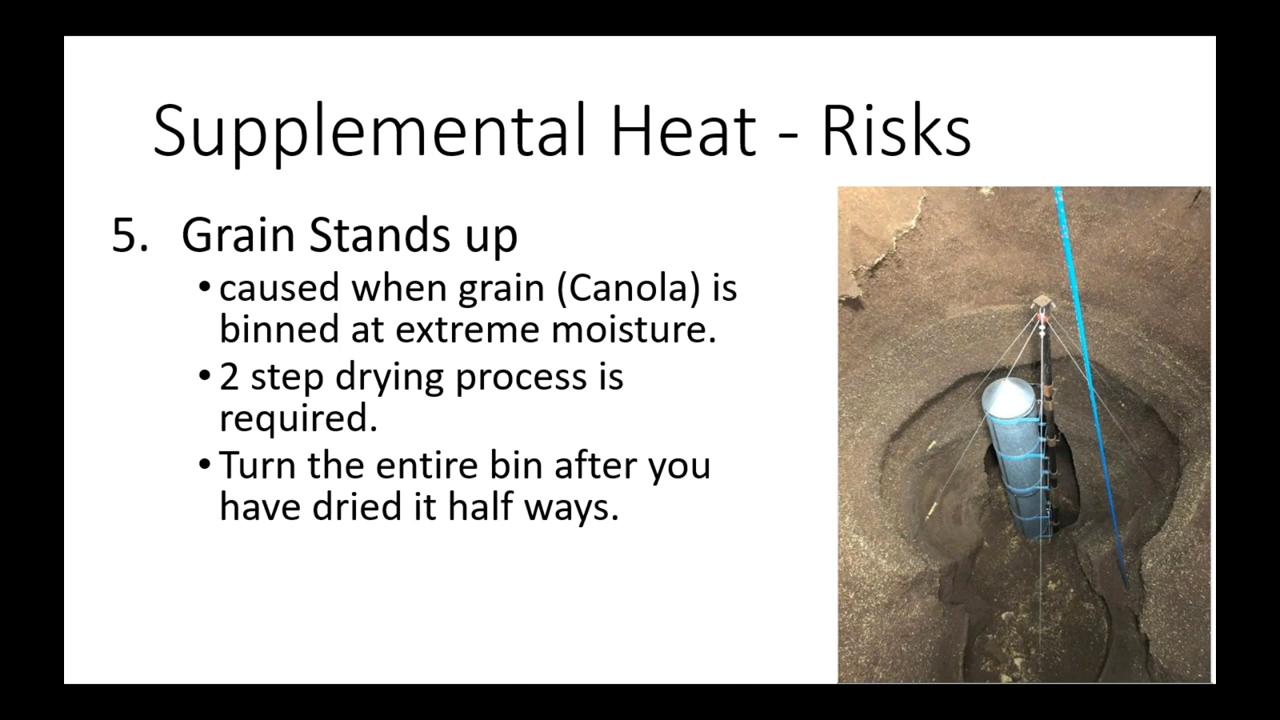 Supplemental Heat - Risks
5. Grain Stands up
•caused when grain (Canola) is
binned at extreme moisture.
•2 step drying process is
required.
•Turn the entire bin after you
have dried it half ways.